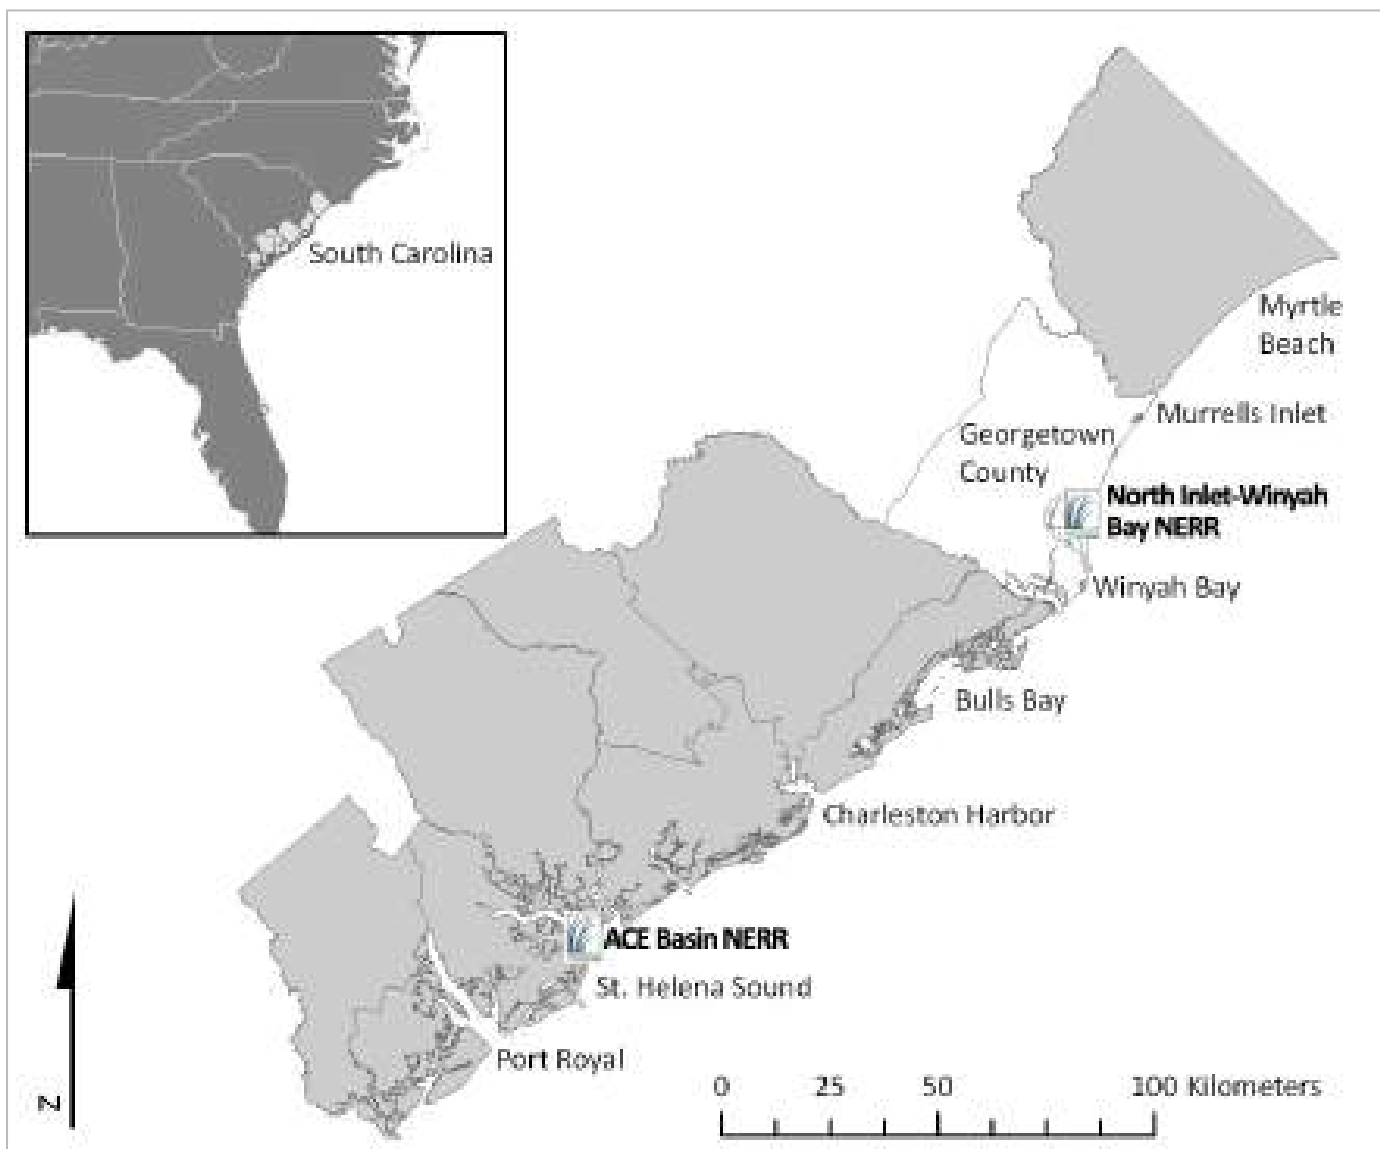 South Carolina
Myrtle
Beach
Murrells Inlet
Georgetown
County
North Inlet-Winyah
Bay NERR
Winyah Bay
Bulls Bay
Charleston Harbor
ACE Basin NERR
St. Helena Sound
Port Royal
0 25 50 100 Kilometers
N